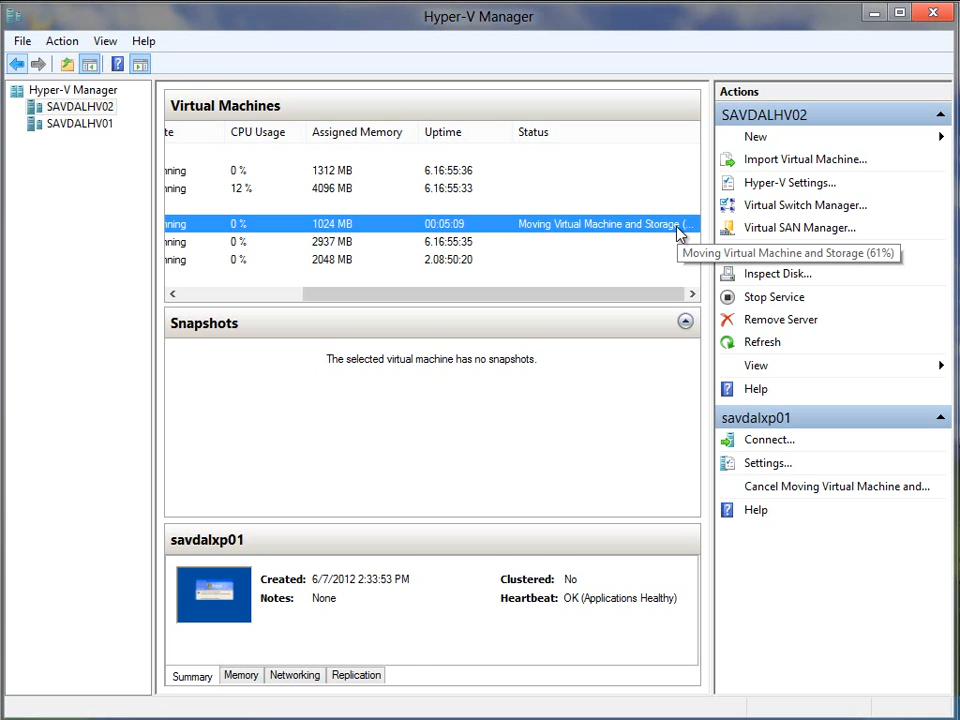 Hyper-V Manager
File Action View Help
Hyper-V Manager
SAVDALHV02
SAVDALHV01
Virtual Machines
te CPU Usage Assigned Memory Uptime Status
nning 0 % 1312 MB 6.16:55:36
nning 12 % 4096 MB 6.16:55:33
nning 0 % 1024 MB 00:05:09 Moving Virtual Machine and Storage (...
nning 0 % 2937 MB 6.16:55:35
nning 0 % 2048 MB 2.08:50:20
Moving Virtual Machine and Storage (61%)
Snapshots
The selected virtual machine has no snapshots.
savdalxp01
Created: 6/7/2012 2:33:53 PM Clustered: No
Notes: None Heartbeat: OK (Applications Healthy)
Summary Memory Networking Replication
Actions
SAVDALHV02
New
Import Virtual Machine...
Hyper-V Settings...
Virtual Switch Manager...
Virtual SAN Manager...
Inspect Disk...
Stop Service
Remove Server
Refresh
View
Help
savdalxp01
Connect...
Settings...
Cancel Moving Virtual Machine and...
Help